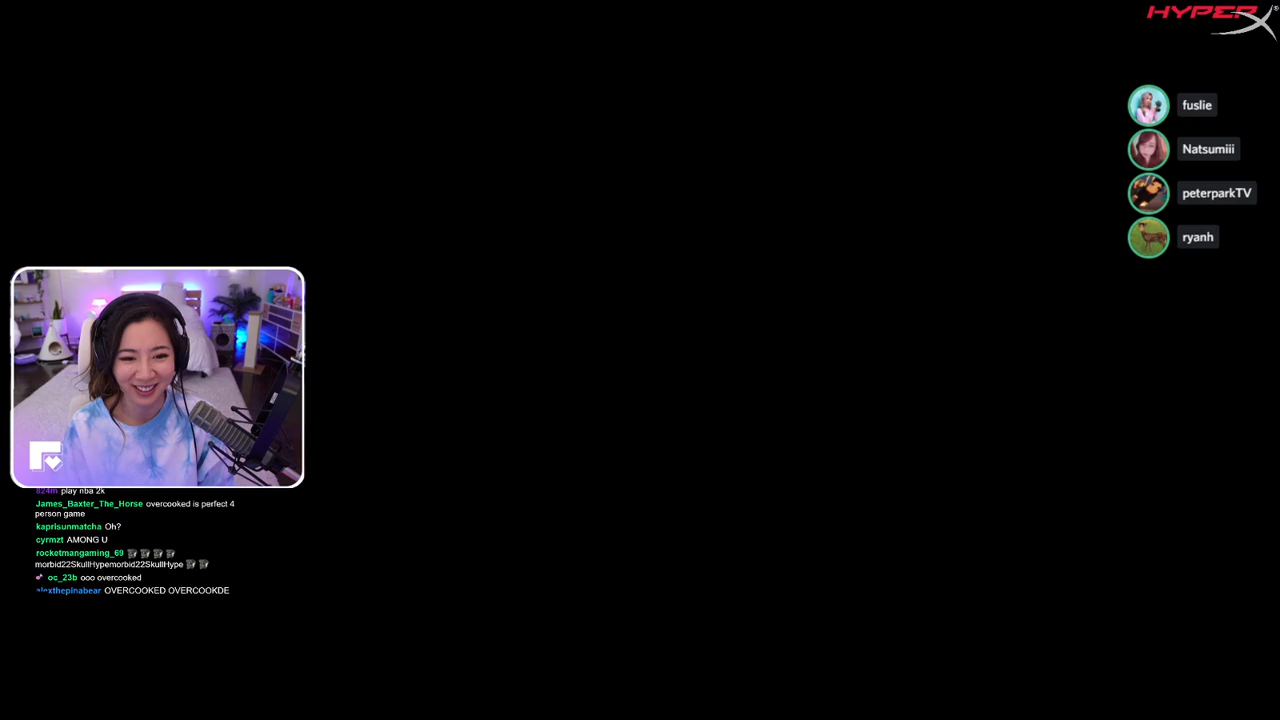 HYPERX
fuslie
Natsumiii
peterparkTV
ryanh
play nba 2k
James_Baxter_The_Horse overcooked is perfect 4
person game
kaprisunmatcha Oh?
cyrmzt AMONG U
rocketmangaming_69
morbid22SkullHypemorbid22SkullHype
oc_23b ooo overcooked
OVERCOOKED OVERCOOKDE